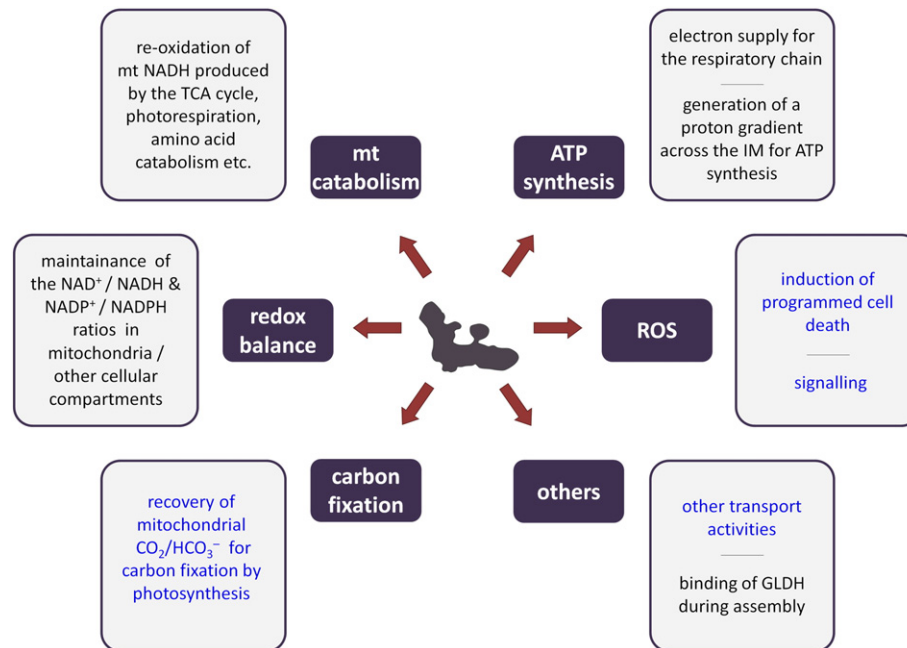 re-oxidation of
mt NADH produced
by the TCA cycle,
photorespiration,
amino acid
catabolism etc.
mt
catabolism
electron supply for
the respiratory chain
generation of a
proton gradient
across the IM for ATP
synthesis
ATP
synthesis
maintainance of
the NAD⁺ / NADH &
NADP⁺ / NADPH
ratios in
mitochondria /
other cellular
compartments
redox
balance
ROS
induction of
programmed cell
death
signalling
recovery of
mitochondrial
CO₂/HCO₃⁻ for
carbon fixation by
photosynthesis
carbon
fixation
others
other transport
activities
binding of GLDH
during assembly